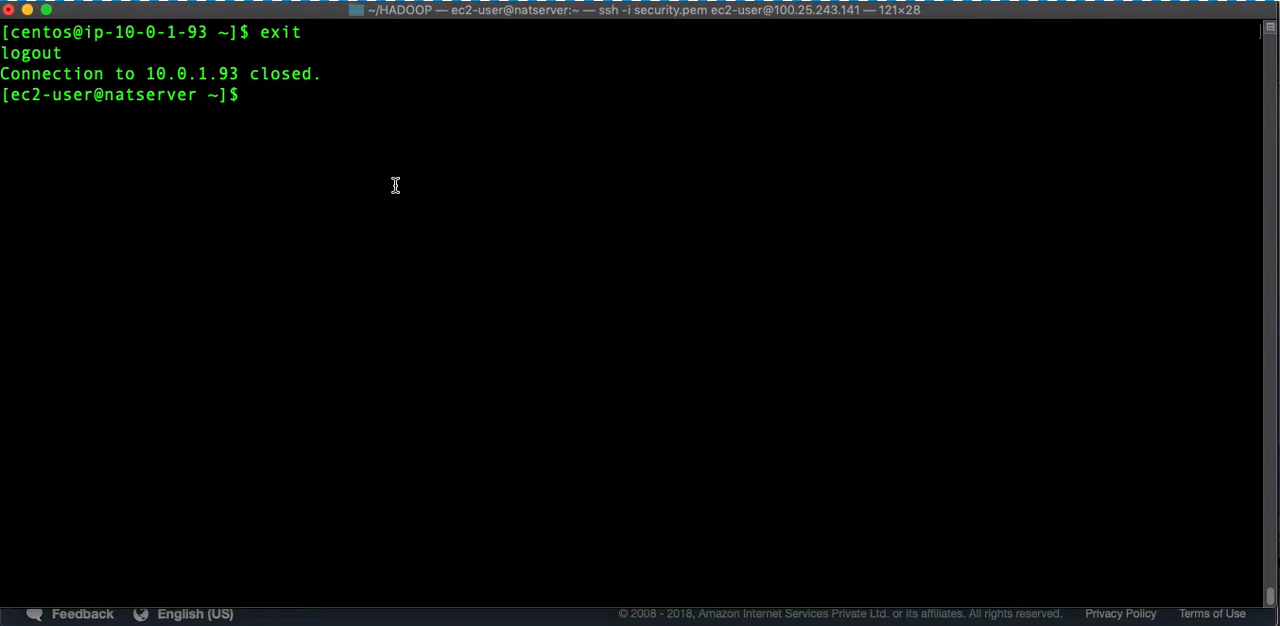 ~/HADOOP — ec2-user@natserver:~ — ssh -i security.pem ec2-user@100.25.243.141 — 121×28
[centos@ip-10-0-1-93 ~]$ exit
logout
Connection to 10.0.1.93 closed.
[ec2-user@natserver ~]$
Feedback English (US) © 2008 - 2018, Amazon Internet Services Private Ltd. or its affiliates. All rights reserved. Privacy Policy Terms of Use